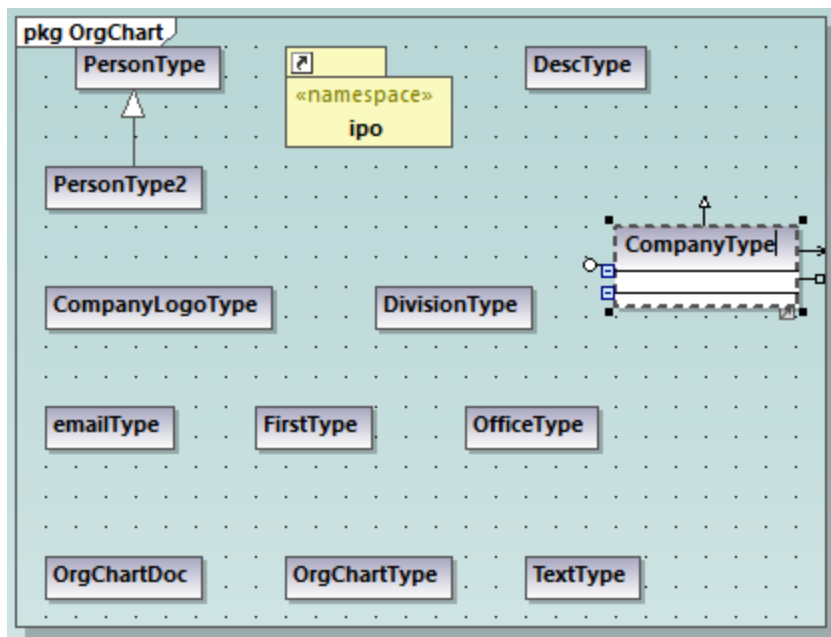 pkg OrgChart
PersonType
DescType
«namespace»
ipo
PersonType2
CompanyType
CompanyLogoType
DivisionType
emailType
FirstType
OfficeType
OrgChartDoc
OrgChartType
TextType